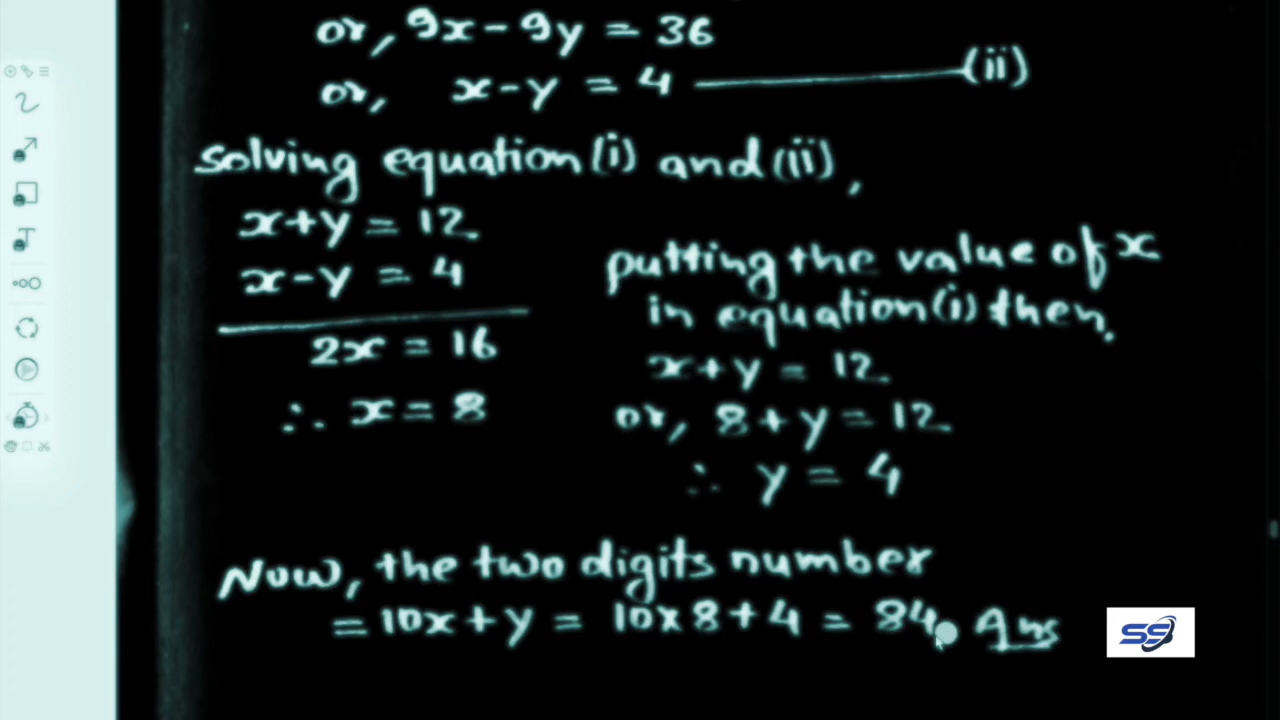 or, 9x - 9y = 36
or, x - y = 4 ——— (ii)
solving equation (i) and (ii),
x + y = 12
x - y = 4
2x = 16
∴ x = 8
putting the value of x
in equation (i) then,
x + y = 12
or, 8 + y = 12
∴ y = 4
Now, the two digits number
= 10x + y = 10 x 8 + 4 = 84. Ans
SS